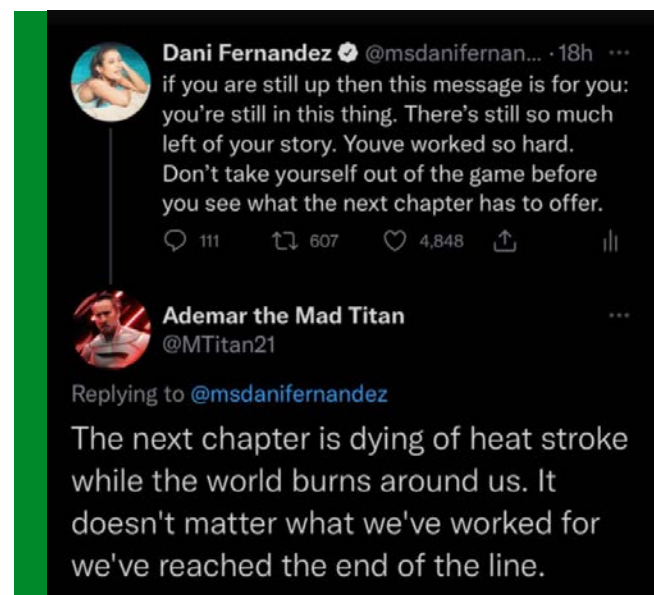 Dani Fernandez @msdanifernan... · 18h ···
if you are still up then this message is for you:
you're still in this thing. There's still so much
left of your story. Youve worked so hard.
Don't take yourself out of the game before
you see what the next chapter has to offer.
111 607 4,848
Ademar the Mad Titan ···
@MTitan21
Replying to @msdanifernandez
The next chapter is dying of heat stroke
while the world burns around us. It
doesn't matter what we've worked for
we've reached the end of the line.